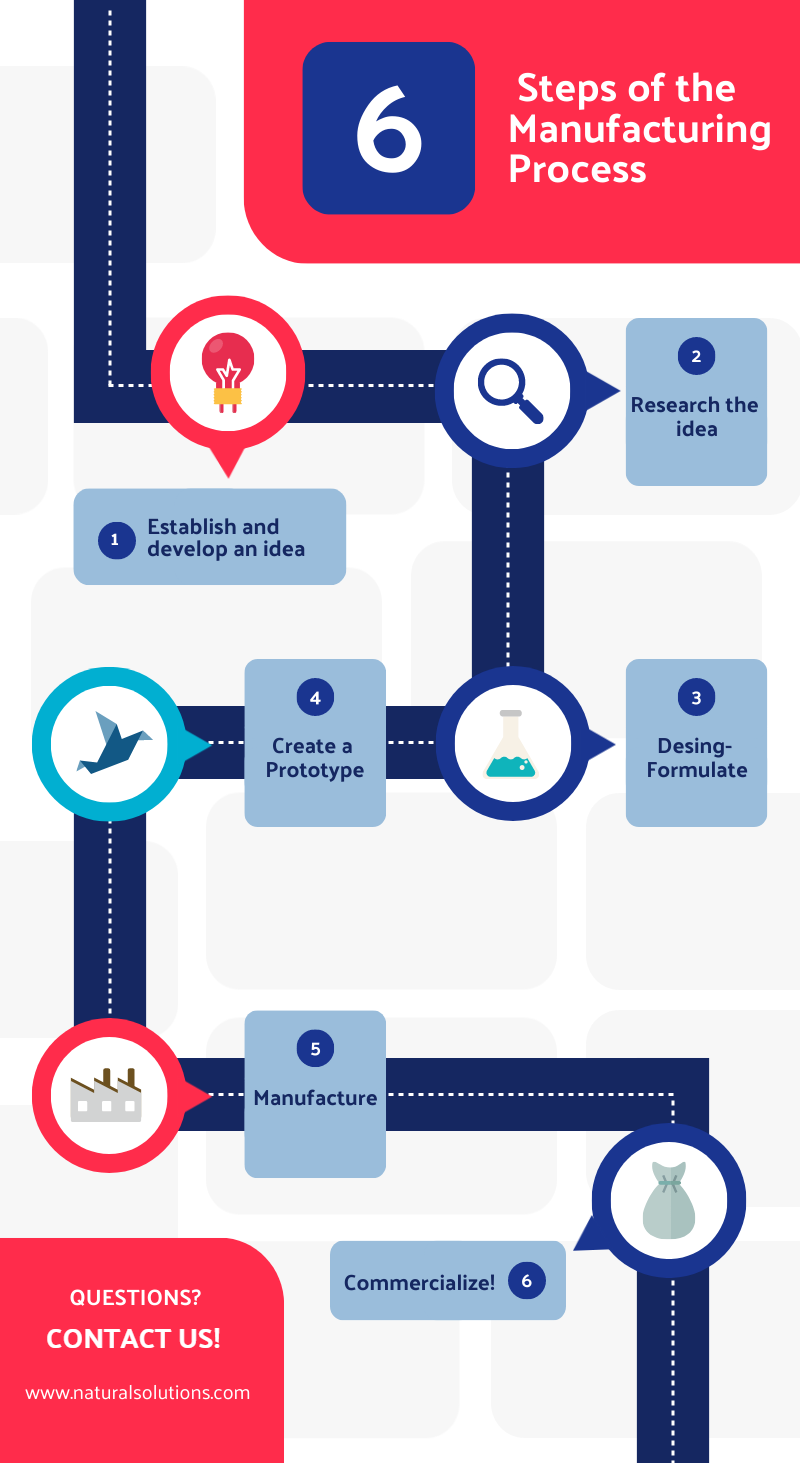 6
Steps of the
Manufacturing
Process
1
Establish and
develop an idea
2
Research the
idea
3
Desing-
Formulate
4
Create a
Prototype
5
Manufacture
Commercialize! 6
QUESTIONS?
CONTACT US!
www.naturalsolutions.com